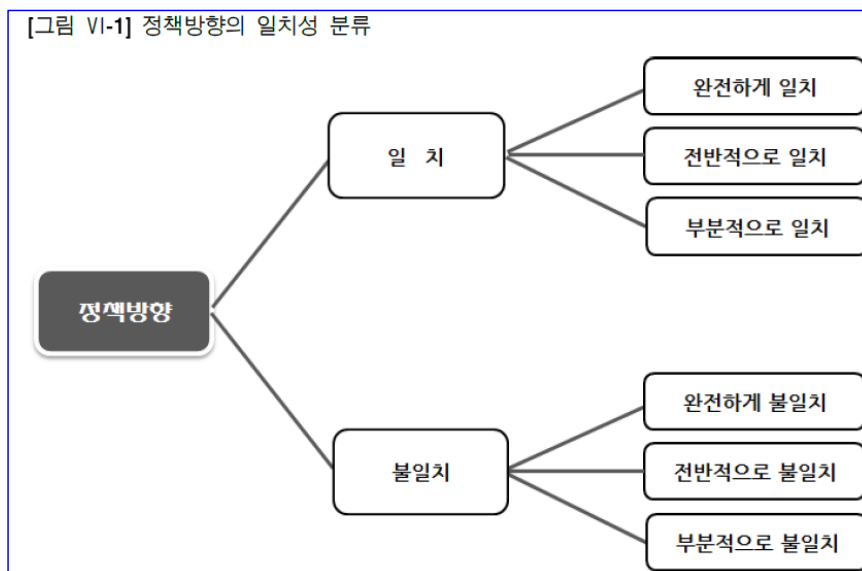 [그림 Ⅵ-1] 정책방향의 일치성 분류
완전하게 일치
일 치
전반적으로 일치
부분적으로 일치
정책방향
완전하게 불일치
불일치
전반적으로 불일치
부분적으로 불일치